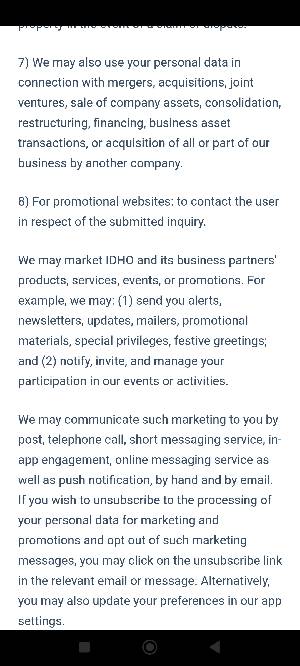 property in the event of a claim or dispute.
7) We may also use your personal data in
connection with mergers, acquisitions, joint
ventures, sale of company assets, consolidation,
restructuring, financing, business asset
transactions, or acquisition of all or part of our
business by another company.
8) For promotional websites: to contact the user
in respect of the submitted inquiry.
We may market IDHO and its business partners'
products, services, events, or promotions. For
example, we may: (1) send you alerts,
newsletters, updates, mailers, promotional
materials, special privileges, festive greetings;
and (2) notify, invite, and manage your
participation in our events or activities.
We may communicate such marketing to you by
post, telephone call, short messaging service, in-
app engagement, online messaging service as
well as push notification, by hand and by email.
If you wish to unsubscribe to the processing of
your personal data for marketing and
promotions and opt out of such marketing
messages, you may click on the unsubscribe link
in the relevant email or message. Alternatively,
you may also update your preferences in our app
settings.